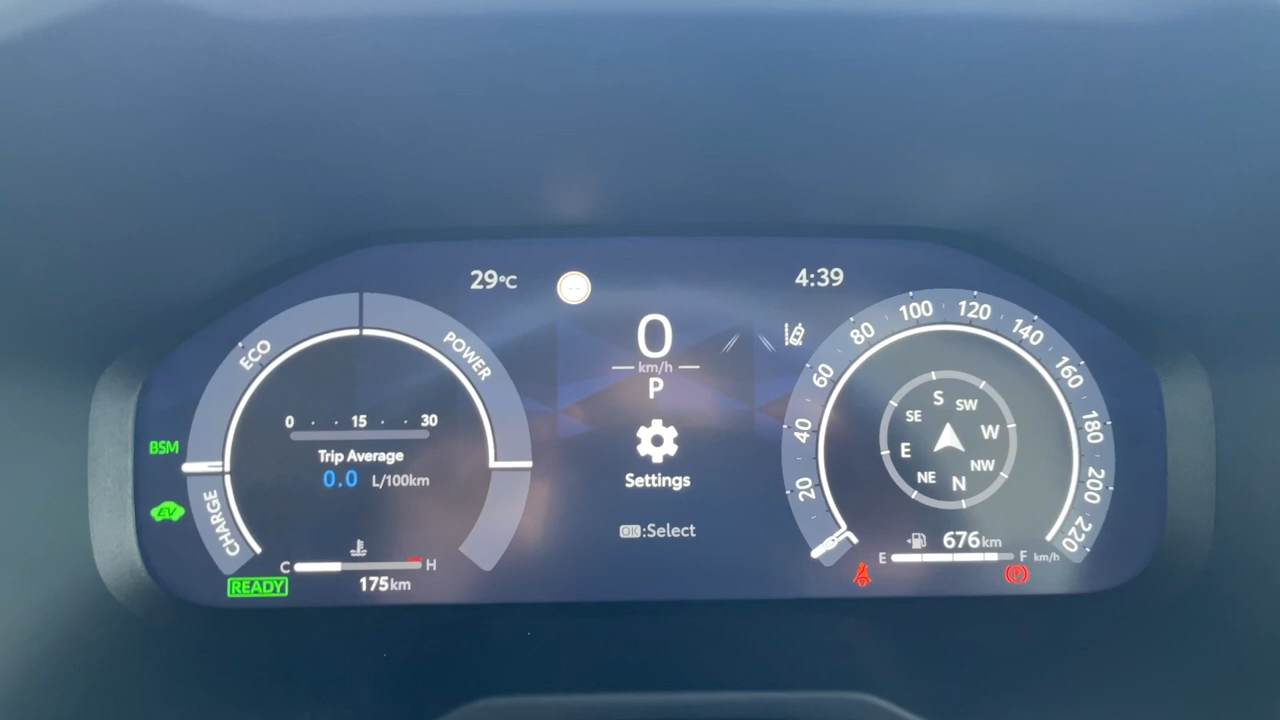 29°C
4:39
0
km/h
P
Settings
OK:Select
ECO
POWER
CHARGE
0 15 30
Trip Average
0.0 L/100km
BSM
EV
READY
C H
175km
20
40
60
80
100
120
140
160
180
200
220
km/h
S
SW
W
NW
N
NE
E
SE
676km
E F
P